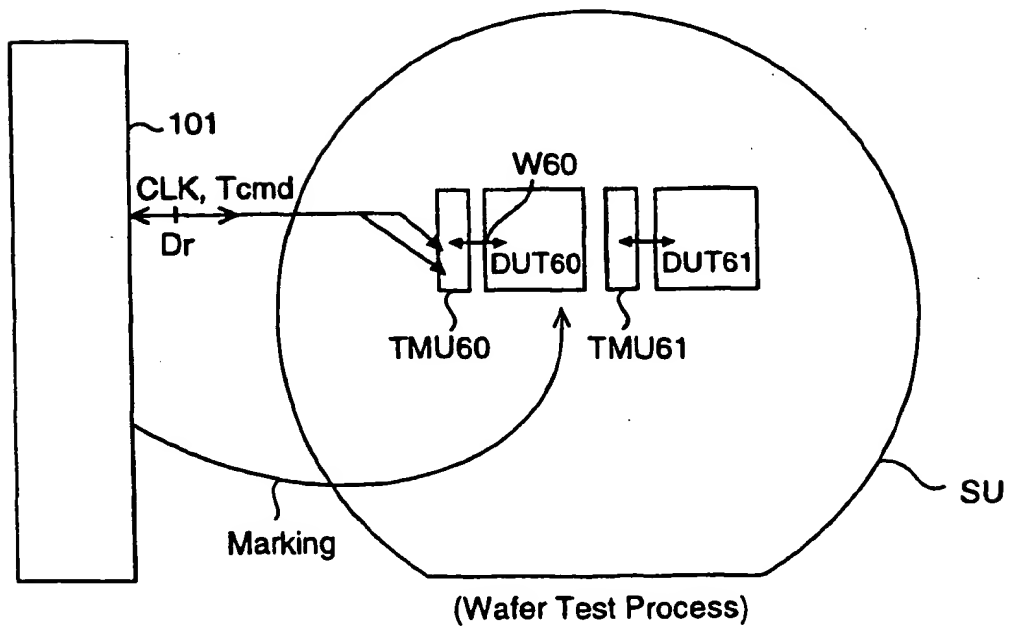 101
CLK, Tcmd
Dr
W60
DUT60
DUT61
TMU60
TMU61
SU
Marking
(Wafer Test Process)